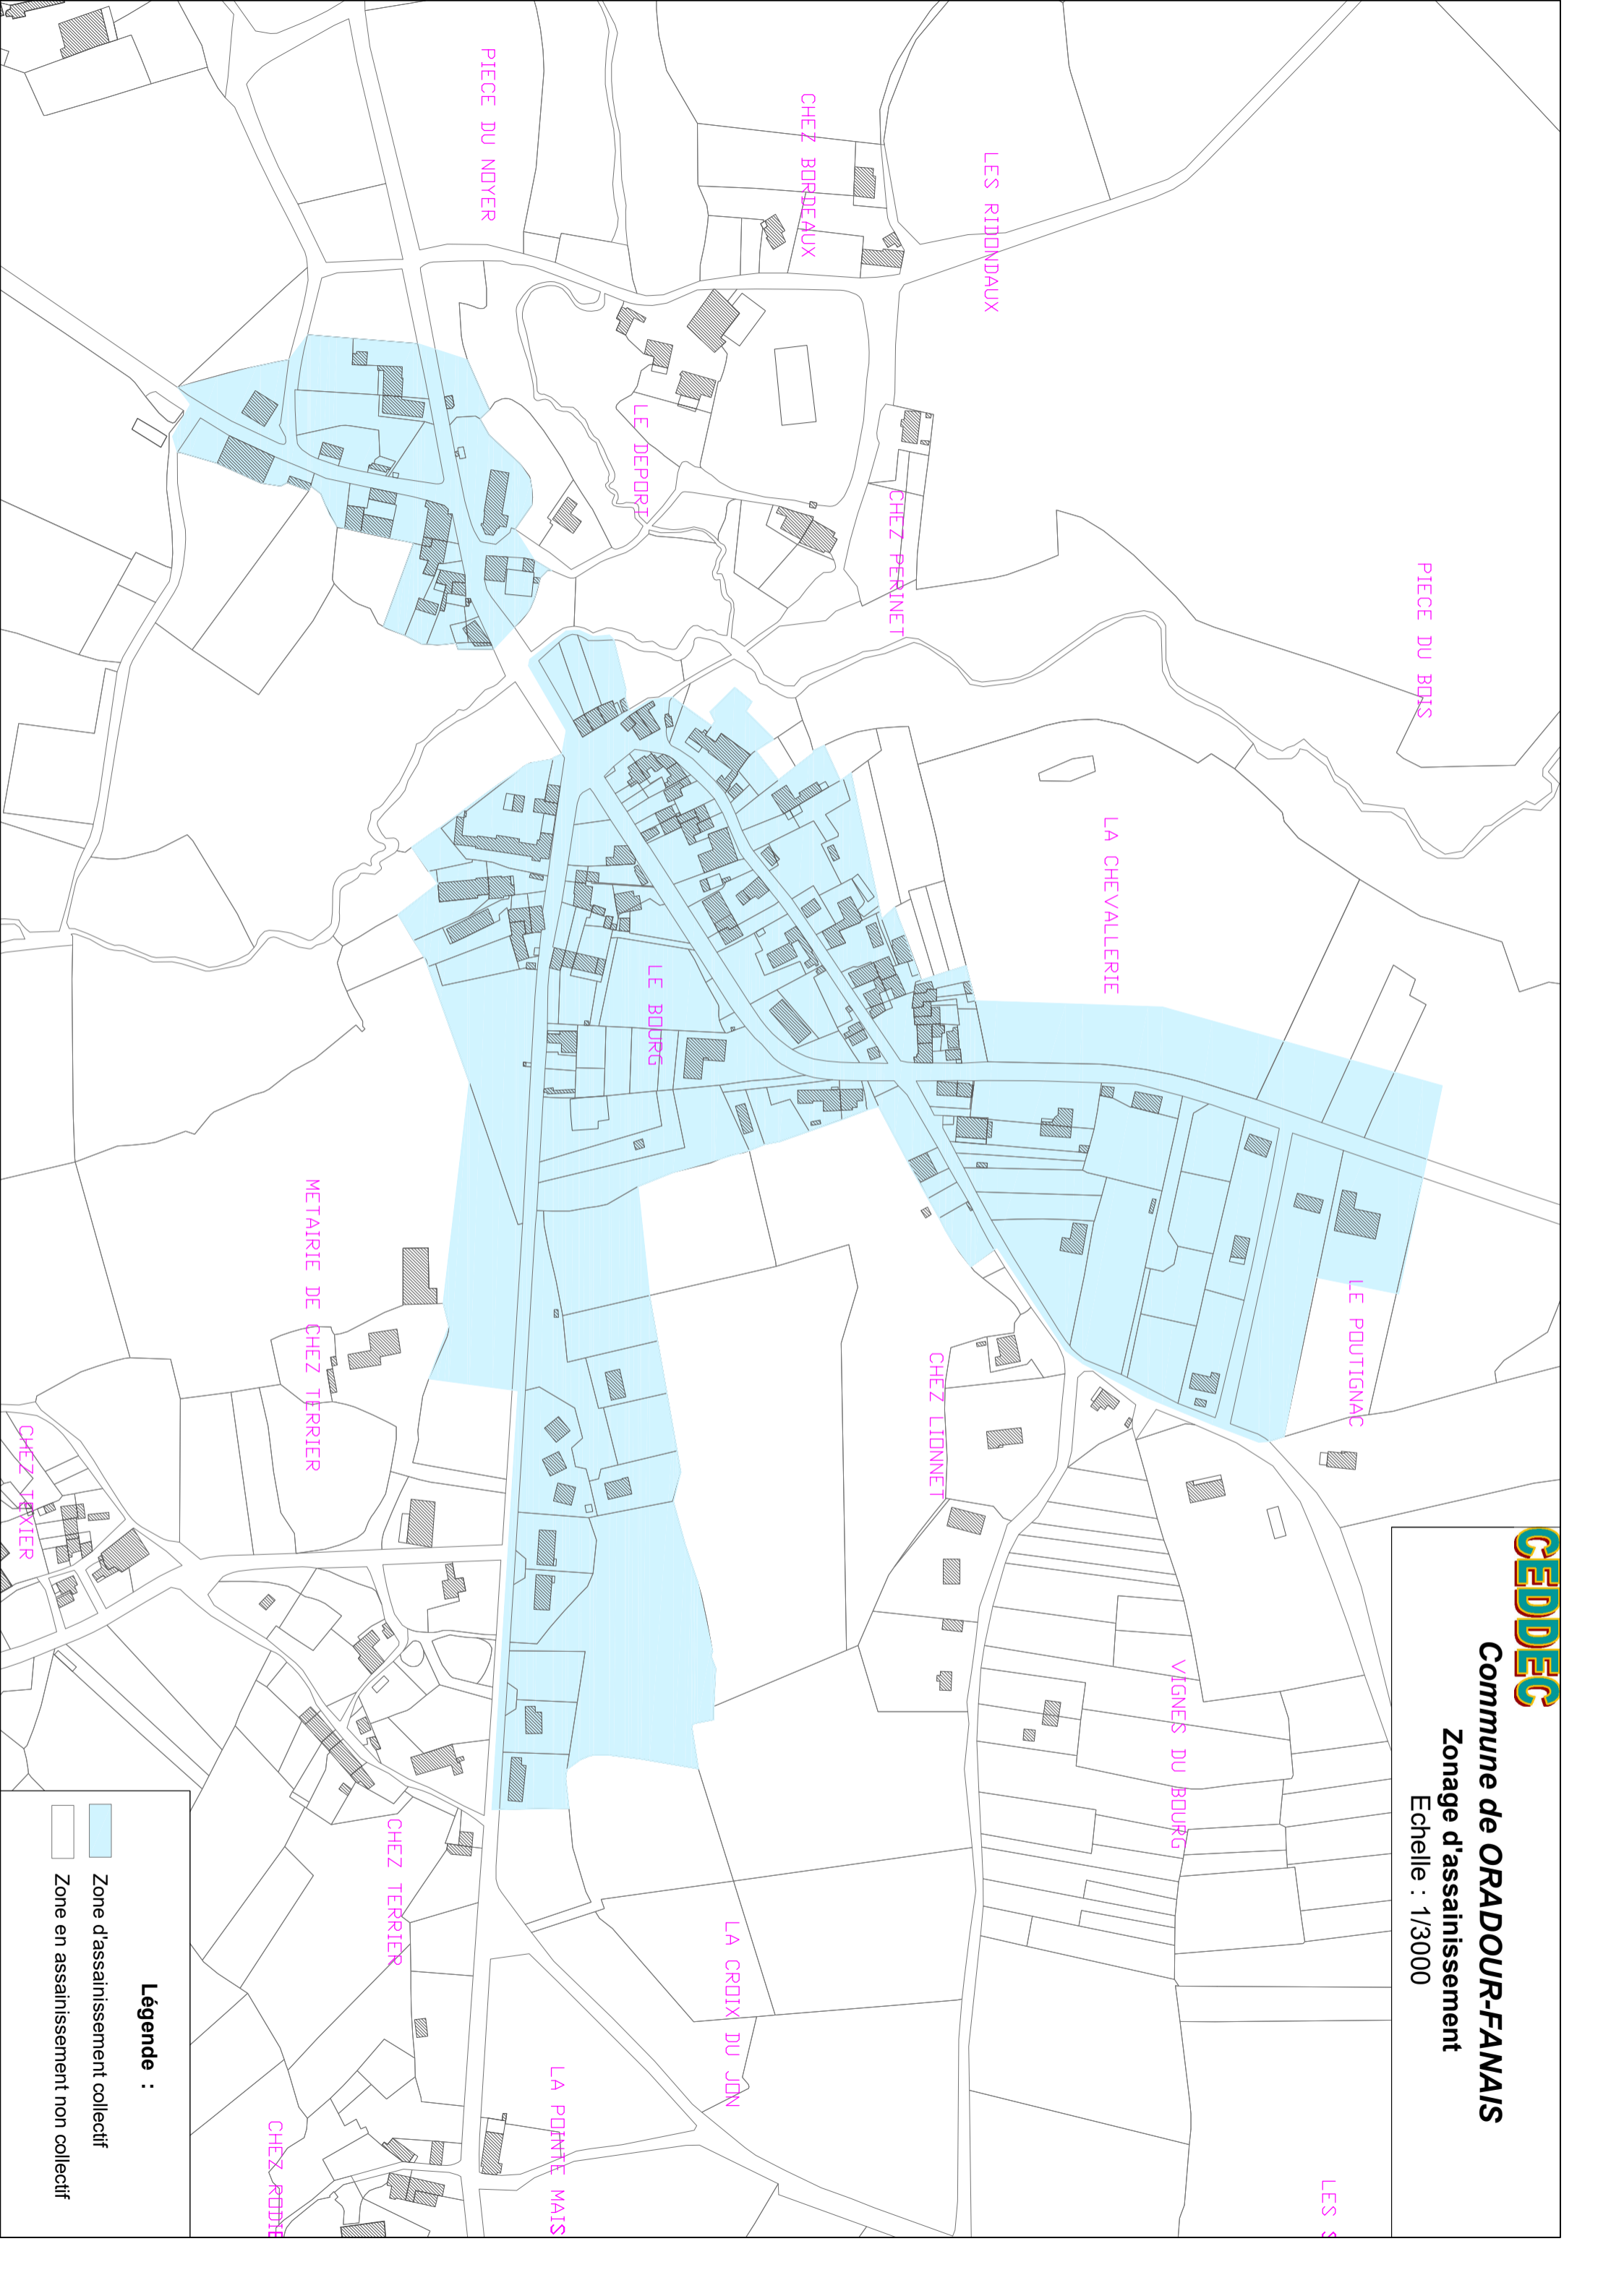 CEDDEC
Commune de ORADOUR-FANAIS
Zonage d'assainissement
Echelle : 1/3000
PIECE DU BOIS
LE POUTIGNAC
LES RIDONDAUX
LA CHEVALLERIE
VIGNES DU BOURG
CHEZ BORDEAUX
CHEZ PERINET
CHEZ LIONNET
LE DEPORT
LE BOURG
LA CROIX DU JON
PIECE DU NOYER
LA POINTE MAIS
METAIRIE DE CHEZ TERRIER
CHEZ TERRIER
CHEZ TEXIER
CHEZ RODIE
LES S
Légende :
Zone d'assainissement collectif
Zone en assainissement non collectif